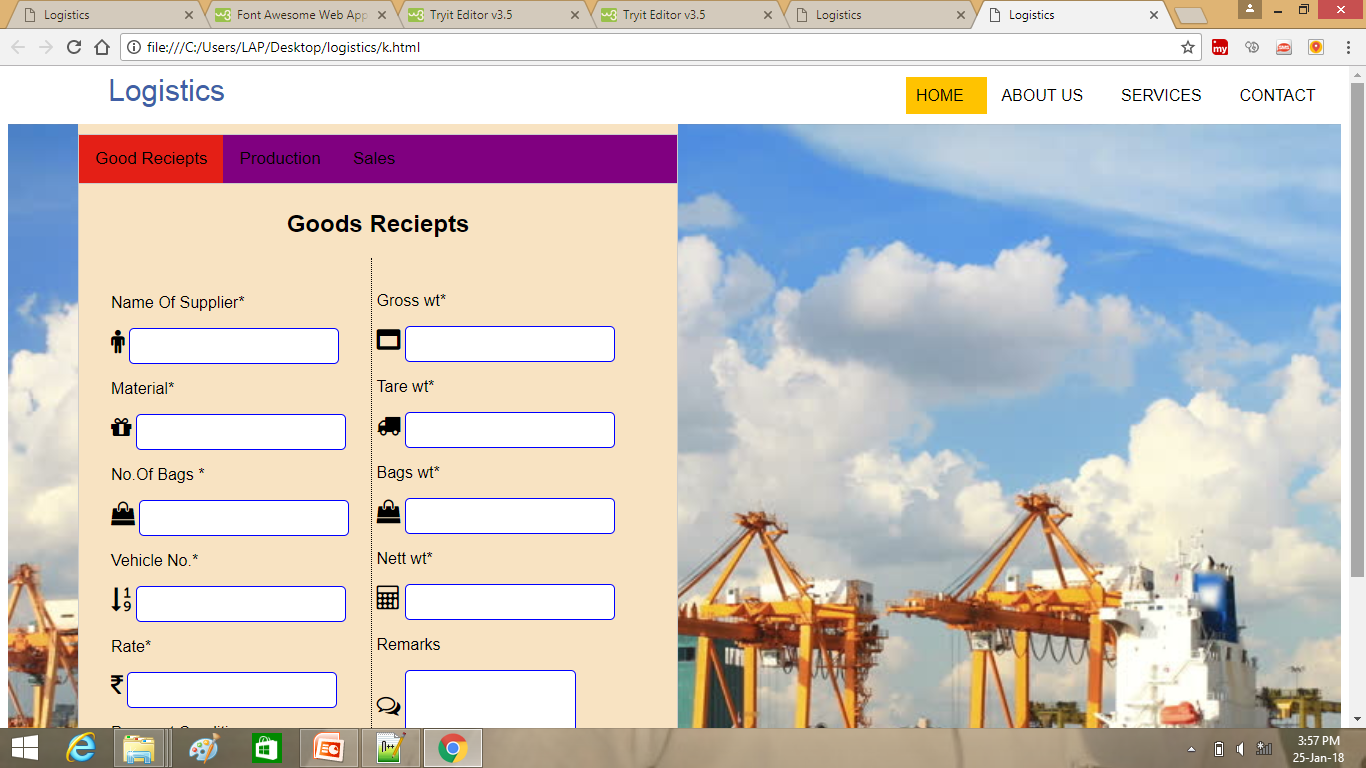 Logistics
Font Awesome Web App
Tryit Editor v3.5
Tryit Editor v3.5
Logistics
Logistics
file:///C:/Users/LAP/Desktop/logistics/k.html
my
Logistics
HOME
ABOUT US
SERVICES
CONTACT
Good Reciepts
Production
Sales
Goods Reciepts
Name Of Supplier*
Material*
No.Of Bags *
Vehicle No.*
1
9
Rate*
₹
Gross wt*
Tare wt*
Bags wt*
Nett wt*
Remarks
3:57 PM
25-Jan-18